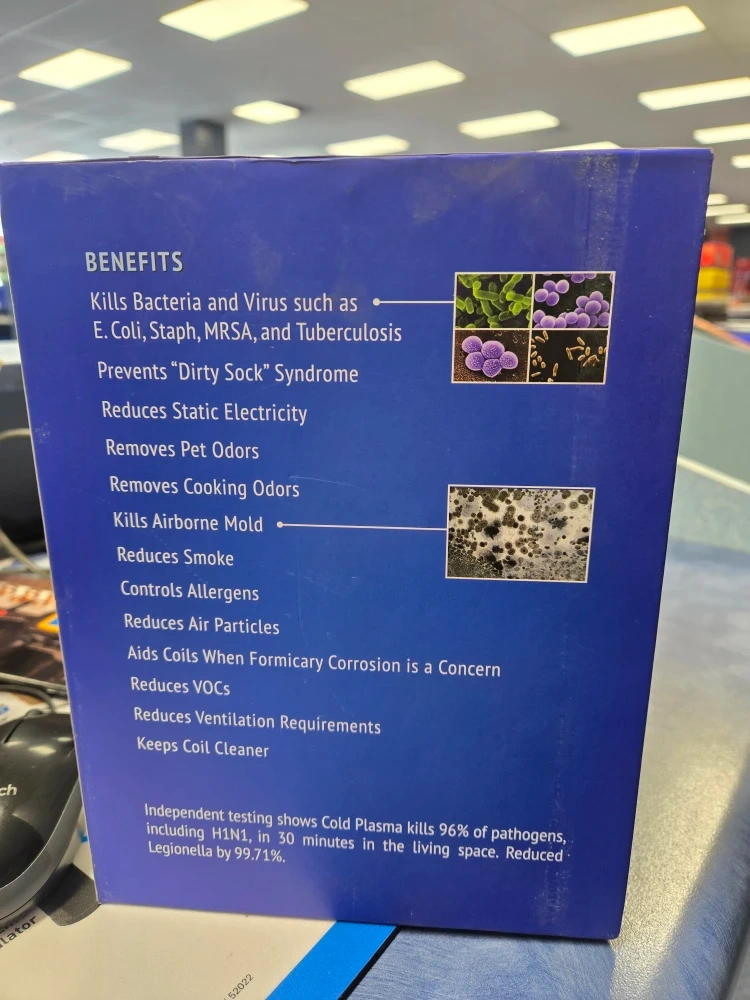 BENEFITS
Kills Bacteria and Virus such as
E. Coli, Staph, MRSA, and Tuberculosis
Prevents “Dirty Sock” Syndrome
Reduces Static Electricity
Removes Pet Odors
Removes Cooking Odors
Kills Airborne Mold
Reduces Smoke
Controls Allergens
Reduces Air Particles
Aids Coils When Formicary Corrosion is a Concern
Reduces VOCs
Reduces Ventilation Requirements
Keeps Coil Cleaner
Independent testing shows Cold Plasma kills 96% of pathogens,
including H1N1, in 30 minutes in the living space. Reduced
Legionella by 99.71%.
ch
lator
52022